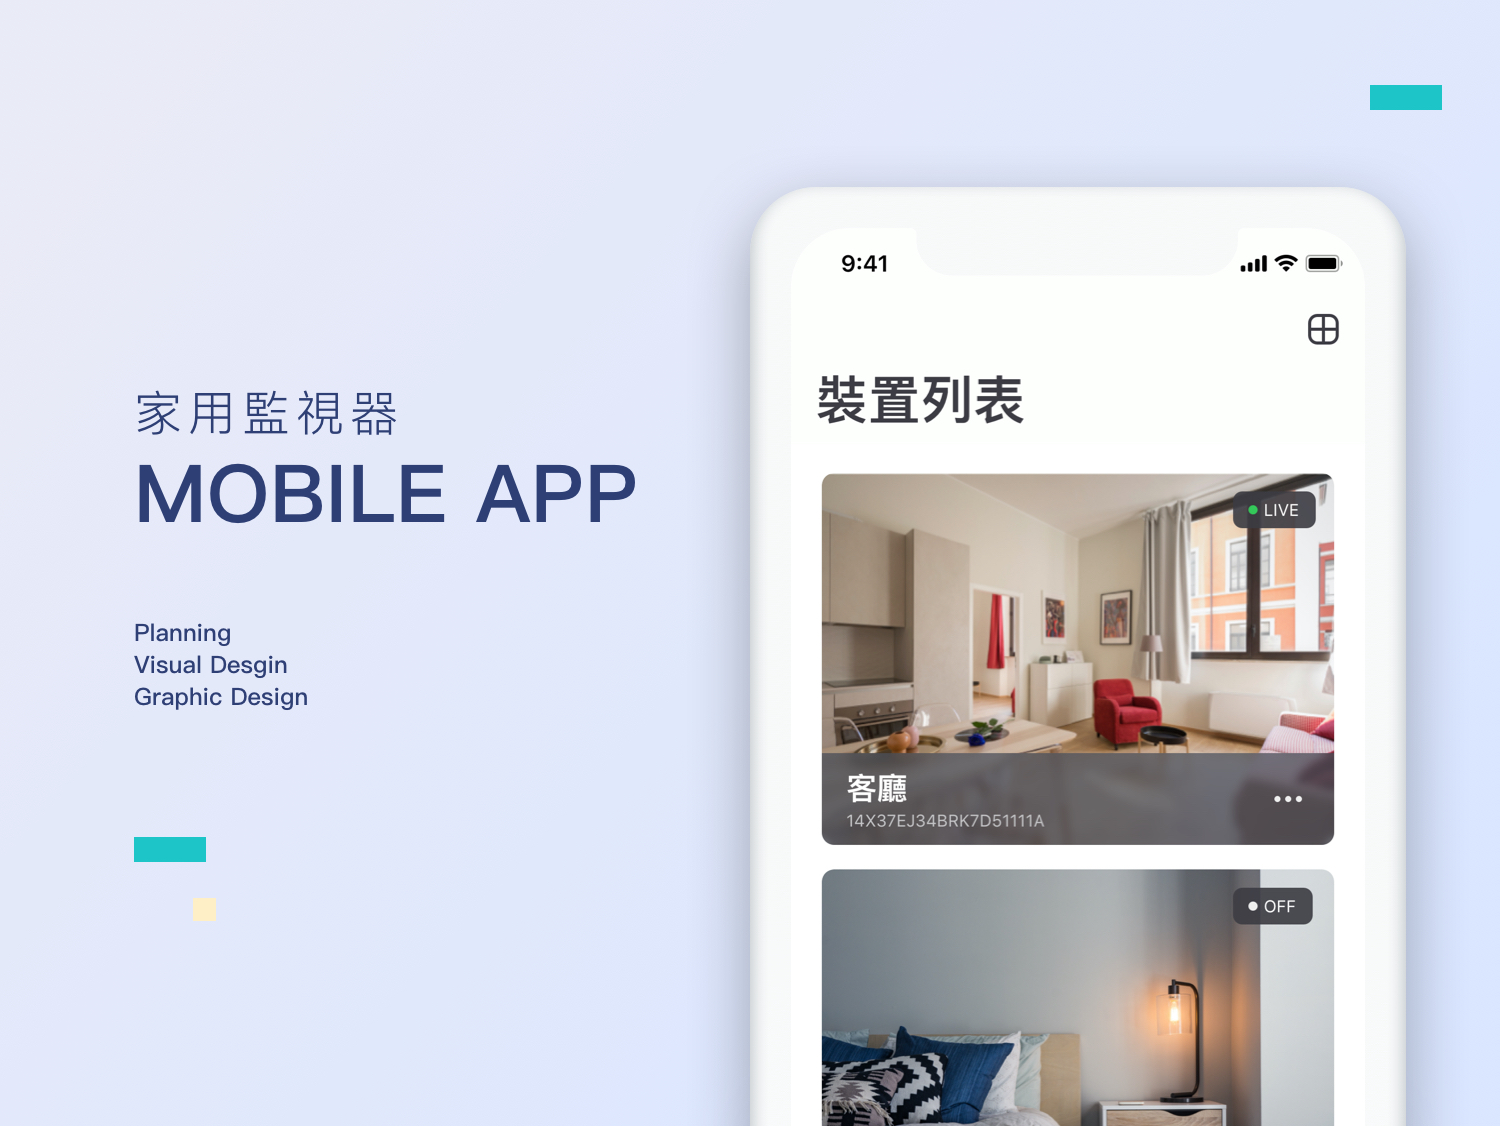 家用監視器
MOBILE APP
Planning
Visual Desgin
Graphic Design
9:41
裝置列表
LIVE
客廳
14X37EJ34BRK7D51111A
OFF